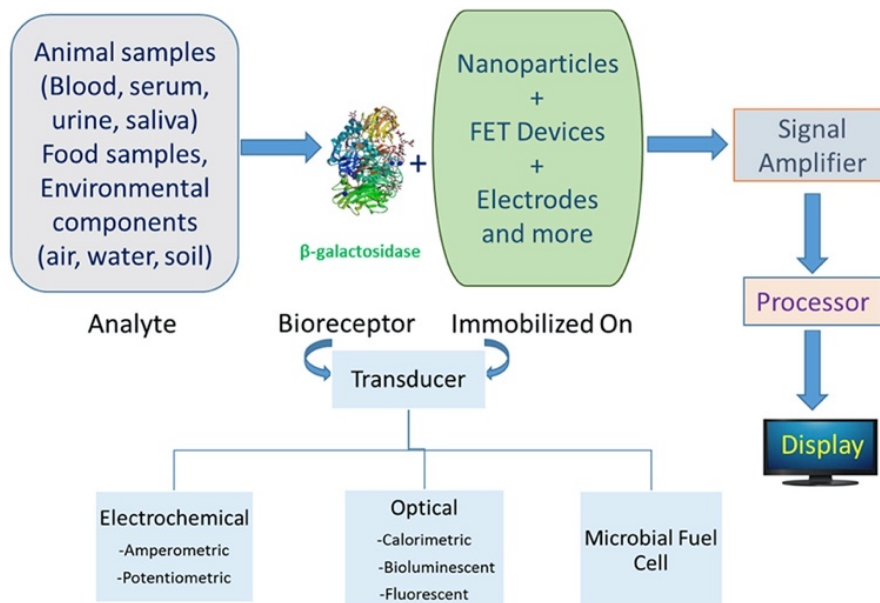 Animal samples
(Blood, serum,
urine, saliva)
Food samples,
Environmental
components
(air, water, soil)
Analyte
+
β-galactosidase
Bioreceptor
Nanoparticles
+
FET Devices
+
Electrodes
and more
Immobilized On
Signal
Amplifier
Processor
Display
Transducer
Electrochemical
-Amperometric
-Potentiometric
Optical
-Calorimetric
-Bioluminescent
-Fluorescent
Microbial Fuel
Cell